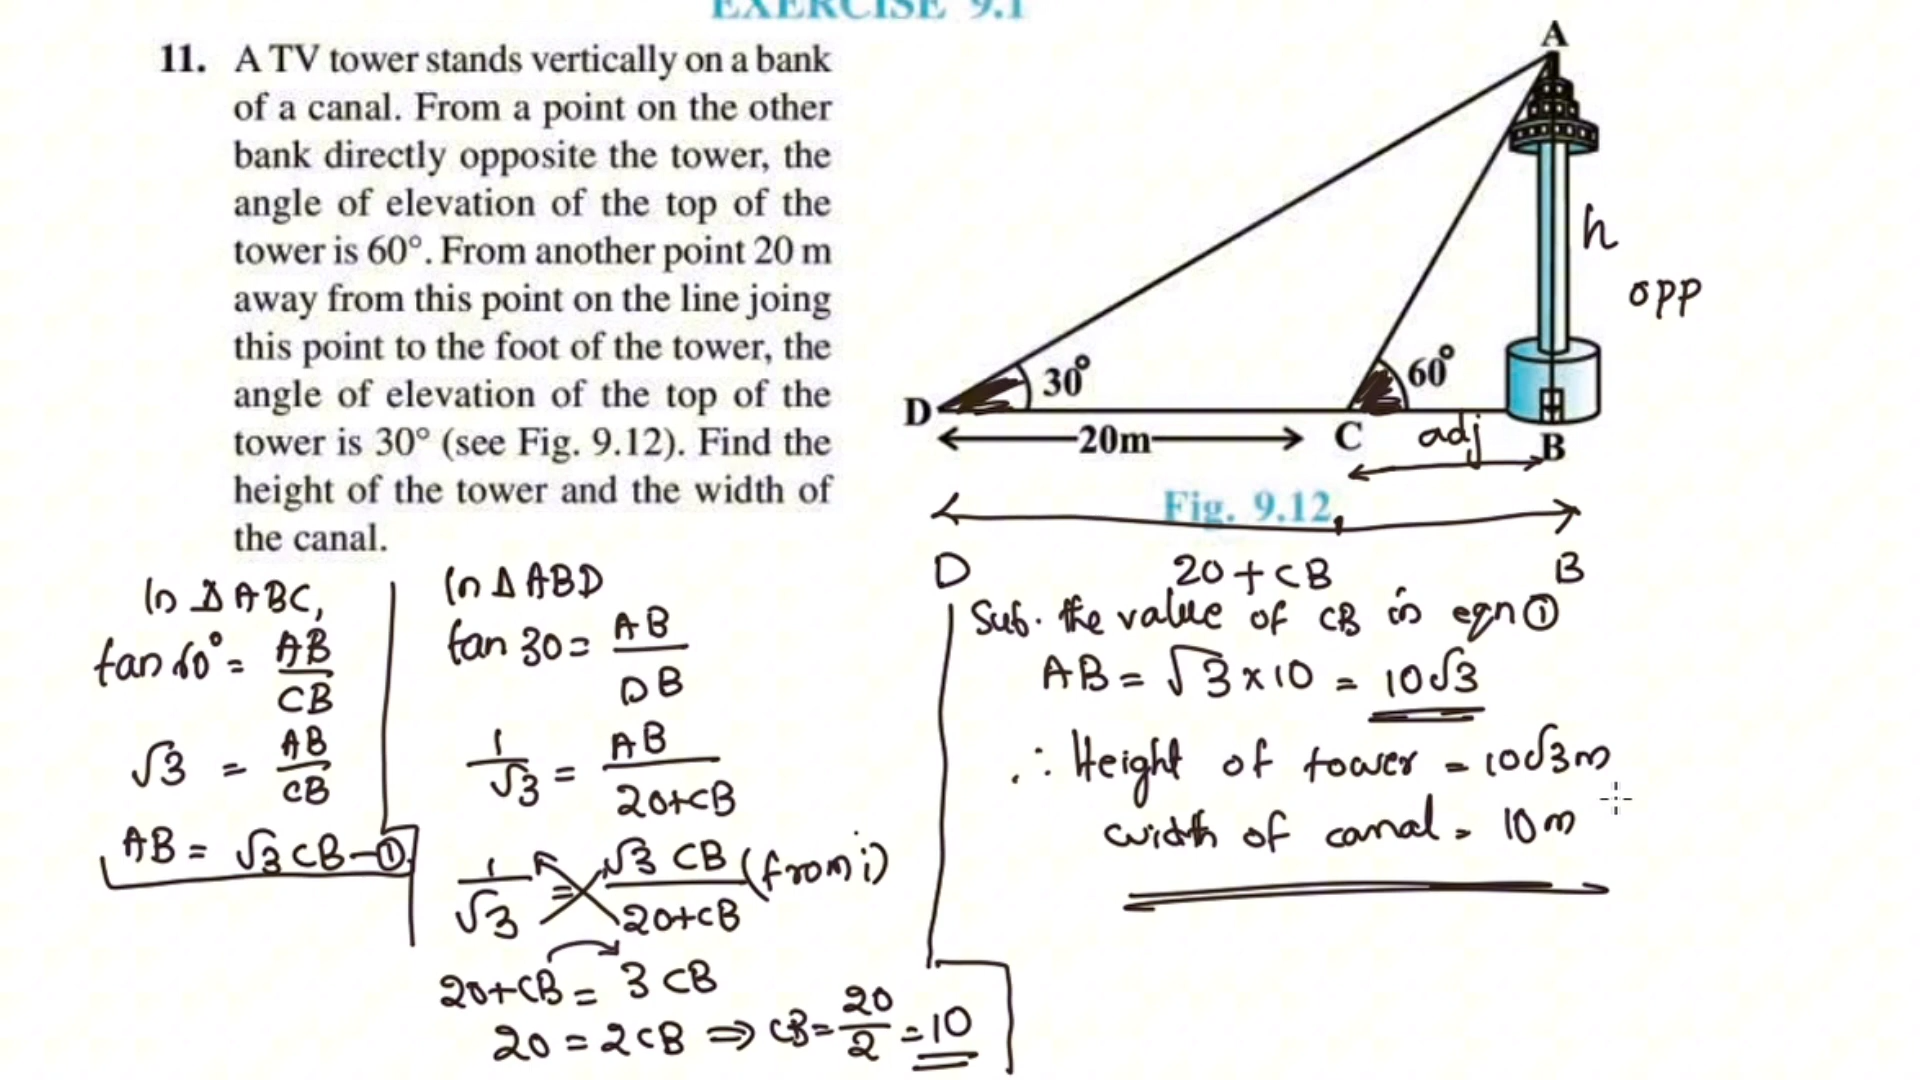 EXERCISE 9.1
11. A TV tower stands vertically on a bank
of a canal. From a point on the other
bank directly opposite the tower, the
angle of elevation of the top of the
tower is 60°. From another point 20 m
away from this point on the line joing
this point to the foot of the tower, the
angle of elevation of the top of the
tower is 30° (see Fig. 9.12). Find the
height of the tower and the width of
the canal.
A
h
opp
30°
60°
D
20m
C
adj
B
Fig. 9.12
D 20+CB B
In Δ ABC,
tan 60° = AB/CB
√3 = AB/CB
AB = √3 CB-①
In Δ ABD
tan 30 = AB/DB
1/√3 = AB/20+CB
1/√3 = √3 CB/20+CB (from i)
20+CB = 3 CB
20 = 2CB ⇒ CB = 20/2 = 10
Sub. the value of CB in eqn ①
AB = √3 × 10 = 10√3
∴ Height of tower = 10√3m
width of canal = 10m